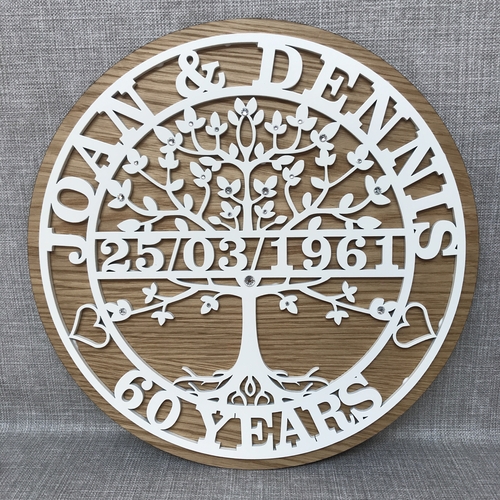 JOAN & DENNIS
25/03/1961
60 YEARS